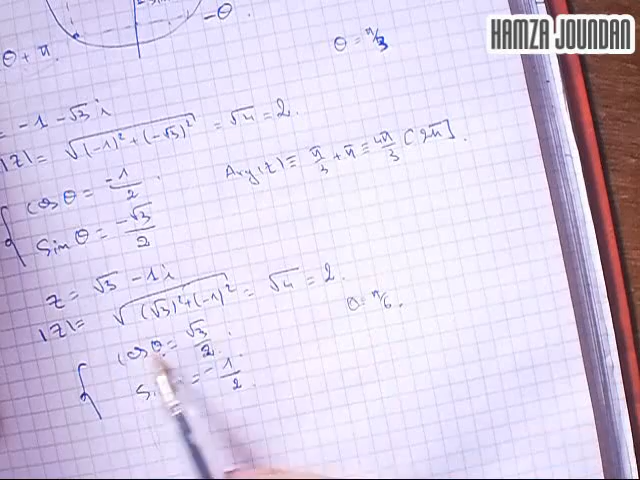 -θ
HAMZA JOUNDAN
θ + π.
θ = π/3
= -1 - √3 i
|Z| = √(-1)² + (-√3)² = √4 = 2.
cos θ = -1/2.
Arg(z) ≡ π/3 + π ≡ 4π/3 [2π].
sin θ = -√3/2
z = √3 - 1i
|Z| = √(√3)² + (-1)² = √4 = 2.
θ = π/6.
cos θ = √3/2.
= -1/2.